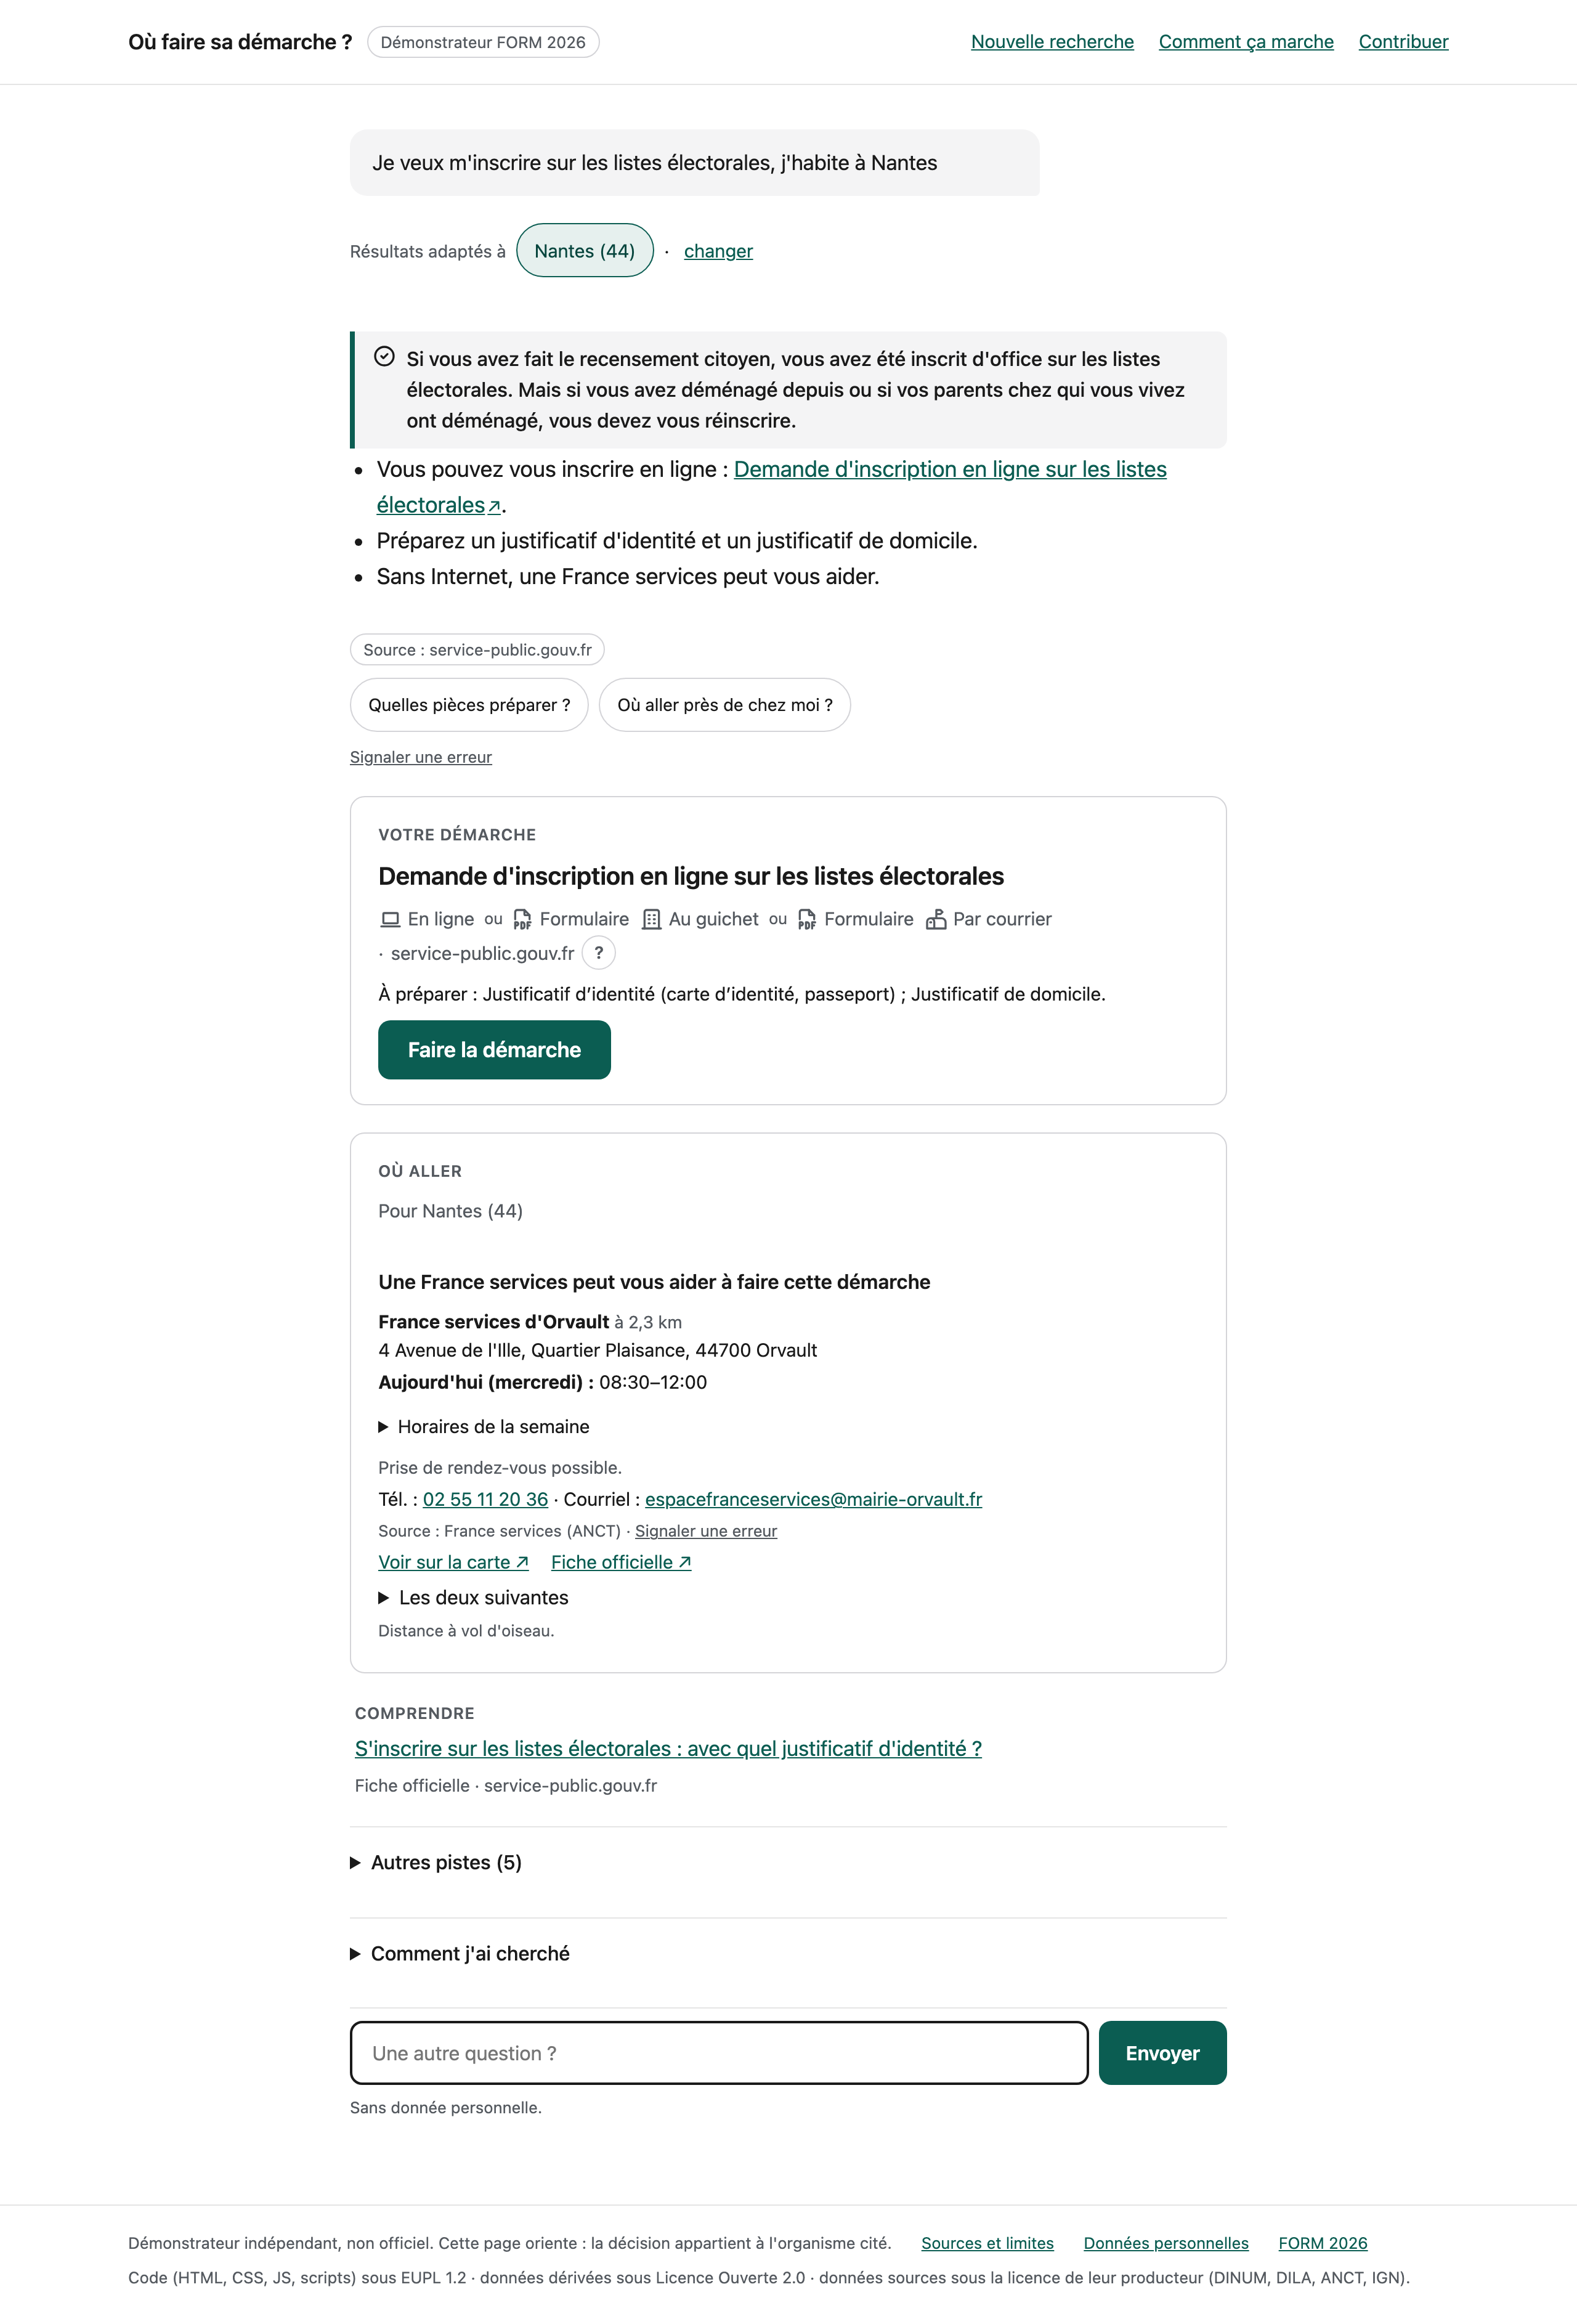 Où faire sa démarche ?
Démonstrateur FORM 2026
Nouvelle recherche
Comment ça marche
Contribuer
Je veux m'inscrire sur les listes électorales, j'habite à Nantes
Résultats adaptés à Nantes (44) · changer
Si vous avez fait le recensement citoyen, vous avez été inscrit d'office sur les listes
électorales. Mais si vous avez déménagé depuis ou si vos parents chez qui vous vivez
ont déménagé, vous devez vous réinscrire.
• Vous pouvez vous inscrire en ligne : Demande d'inscription en ligne sur les listes
électorales↗.
• Préparez un justificatif d'identité et un justificatif de domicile.
• Sans Internet, une France services peut vous aider.
Source : service-public.gouv.fr
Quelles pièces préparer ?
Où aller près de chez moi ?
Signaler une erreur
VOTRE DÉMARCHE
Demande d'inscription en ligne sur les listes électorales
En ligne ou PDF Formulaire Au guichet ou PDF Formulaire Par courrier
· service-public.gouv.fr ?
À préparer : Justificatif d’identité (carte d’identité, passeport) ; Justificatif de domicile.
Faire la démarche
OÙ ALLER
Pour Nantes (44)
Une France services peut vous aider à faire cette démarche
France services d'Orvault à 2,3 km
4 Avenue de l'Ille, Quartier Plaisance, 44700 Orvault
Aujourd'hui (mercredi) : 08:30–12:00
▶ Horaires de la semaine
Prise de rendez-vous possible.
Tél. : 02 55 11 20 36 · Courriel : espacefranceservices@mairie-orvault.fr
Source : France services (ANCT) · Signaler une erreur
Voir sur la carte ↗ Fiche officielle ↗
▶ Les deux suivantes
Distance à vol d'oiseau.
COMPRENDRE
S'inscrire sur les listes électorales : avec quel justificatif d'identité ?
Fiche officielle · service-public.gouv.fr
▶ Autres pistes (5)
▶ Comment j'ai cherché
Une autre question ?
Envoyer
Sans donnée personnelle.
Démonstrateur indépendant, non officiel. Cette page oriente : la décision appartient à l'organisme cité. Sources et limites Données personnelles FORM 2026
Code (HTML, CSS, JS, scripts) sous EUPL 1.2 · données dérivées sous Licence Ouverte 2.0 · données sources sous la licence de leur producteur (DINUM, DILA, ANCT, IGN).